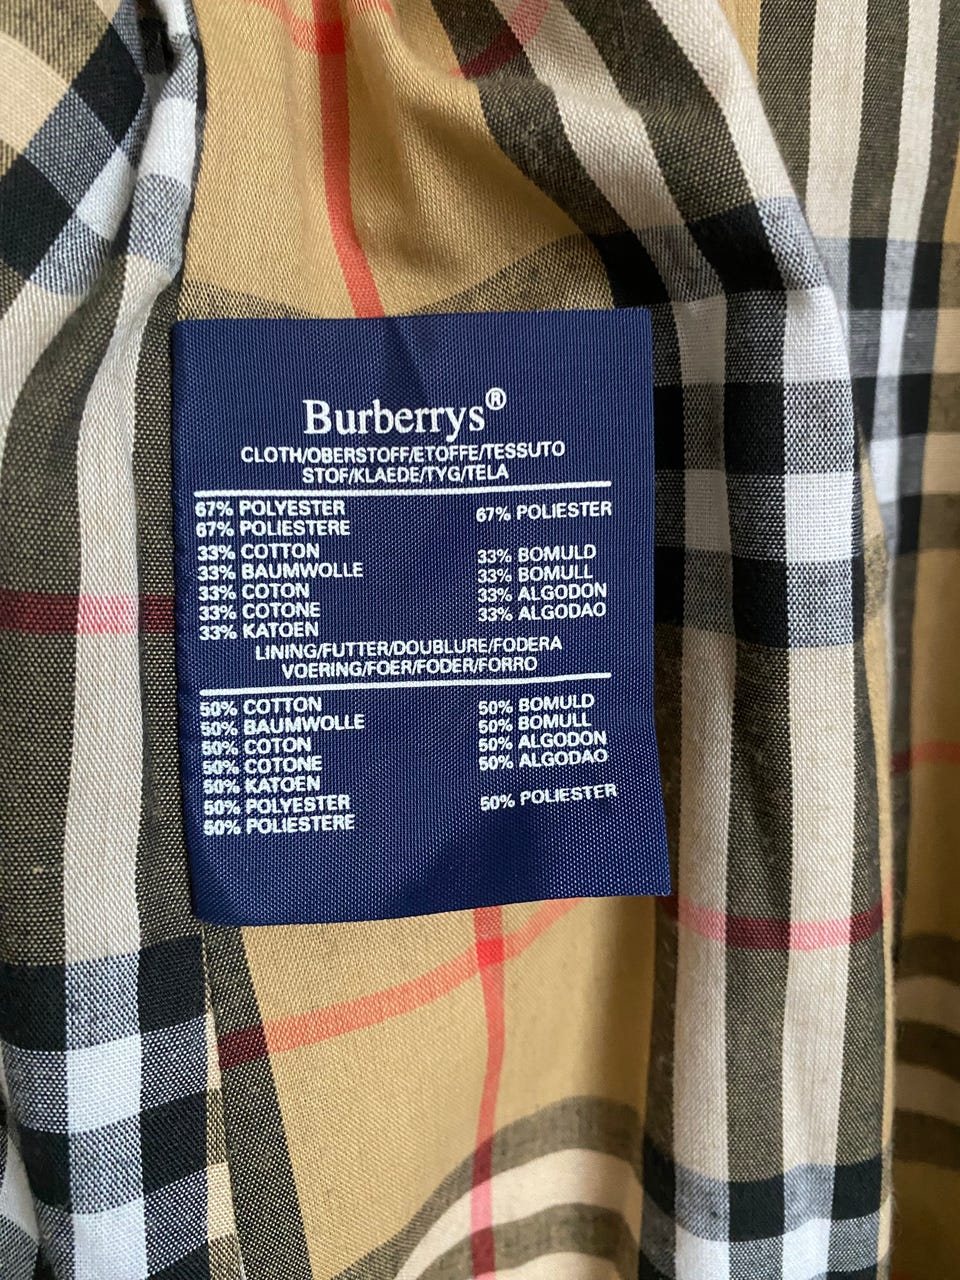 Burberrys®
CLOTH/OBERSTOFF/ETOFFE/TESSUTO
STOF/KLAEDE/TYG/TELA
67% POLYESTER
67% POLIESTERE
67% POLIESTER
33% COTTON
33% BAUMWOLLE
33% COTON
33% COTONE
33% KATOEN
33% BOMULD
33% BOMULL
33% ALGODON
33% ALGODAO
LINING/FUTTER/DOUBLURE/FODERA
VOERING/FOER/FODER/FORRO
50% COTTON
50% BAUMWOLLE
50% COTON
50% COTONE
50% KATOEN
50% POLYESTER
50% POLIESTERE
50% BOMULD
50% BOMULL
50% ALGODON
50% ALGODAO
50% POLIESTER